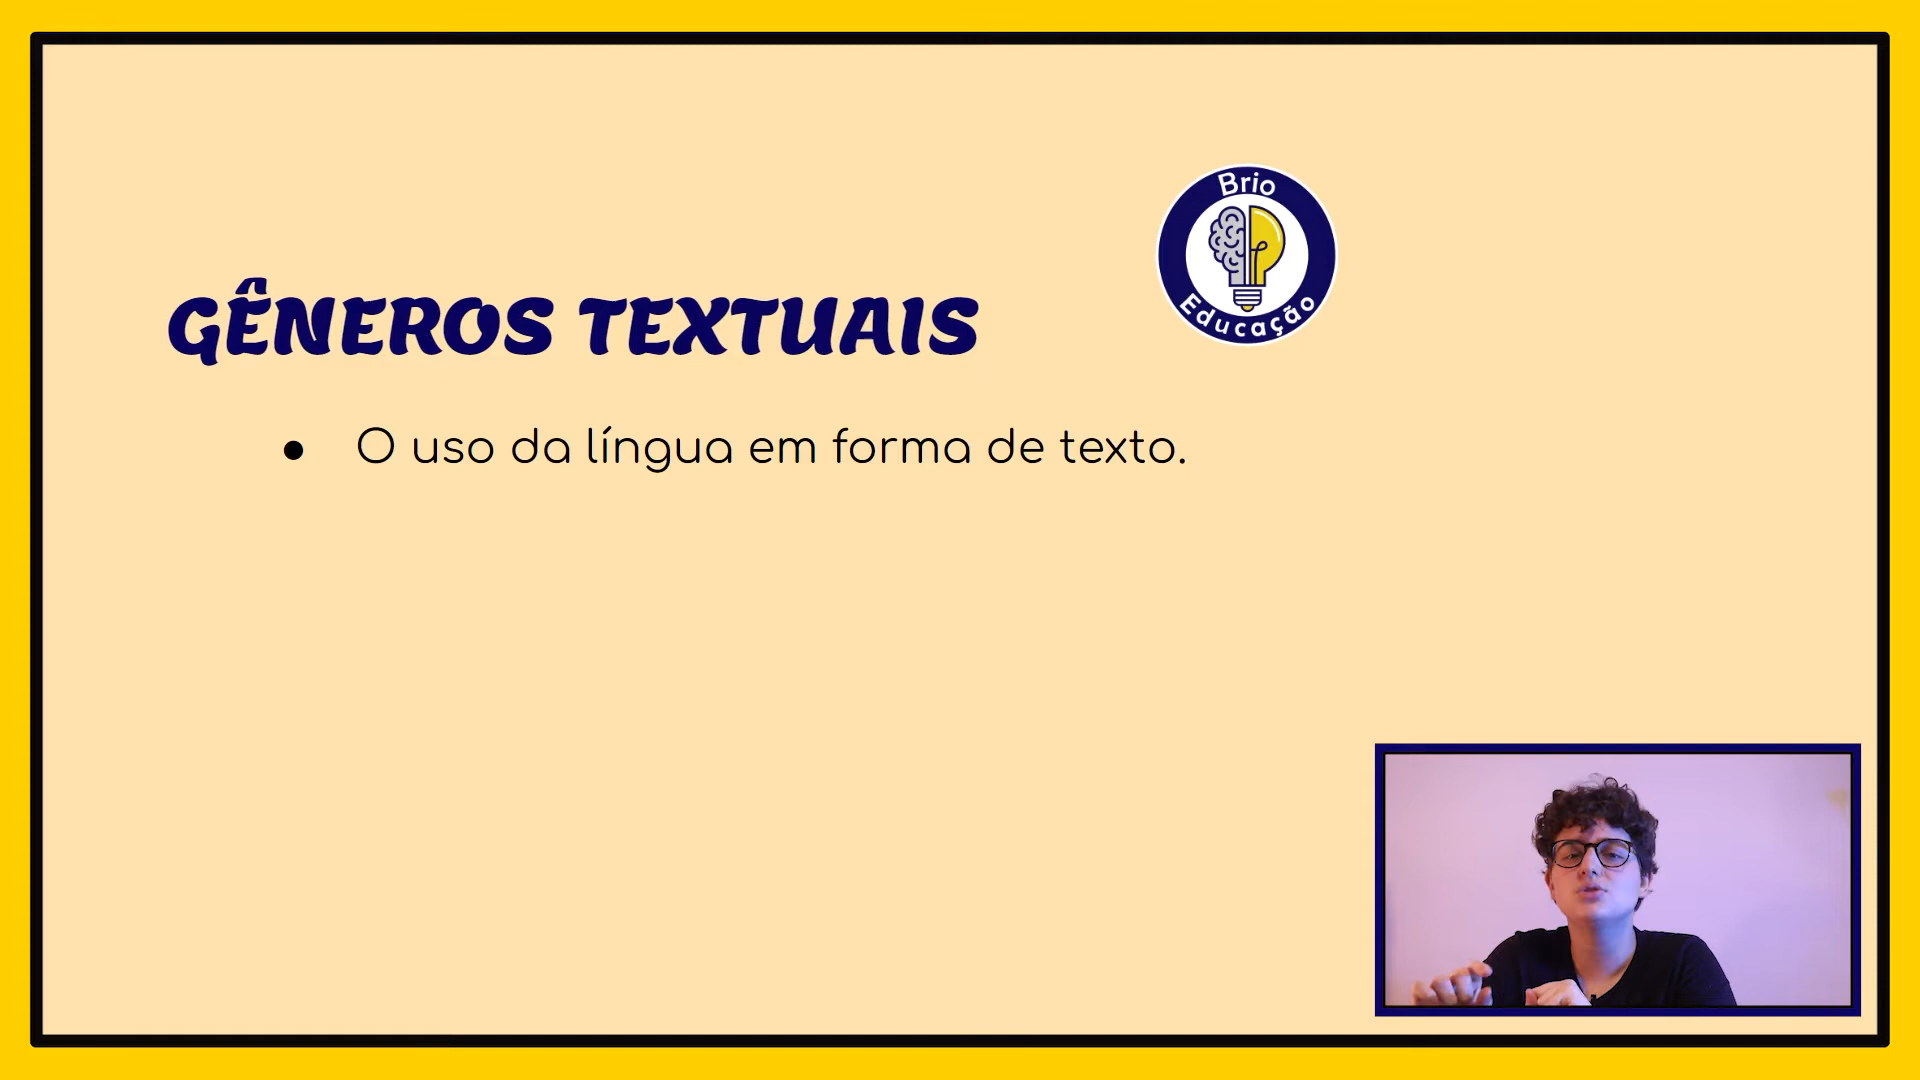 Brio
Educação
GÊNEROS TEXTUAIS
● O uso da língua em forma de texto.